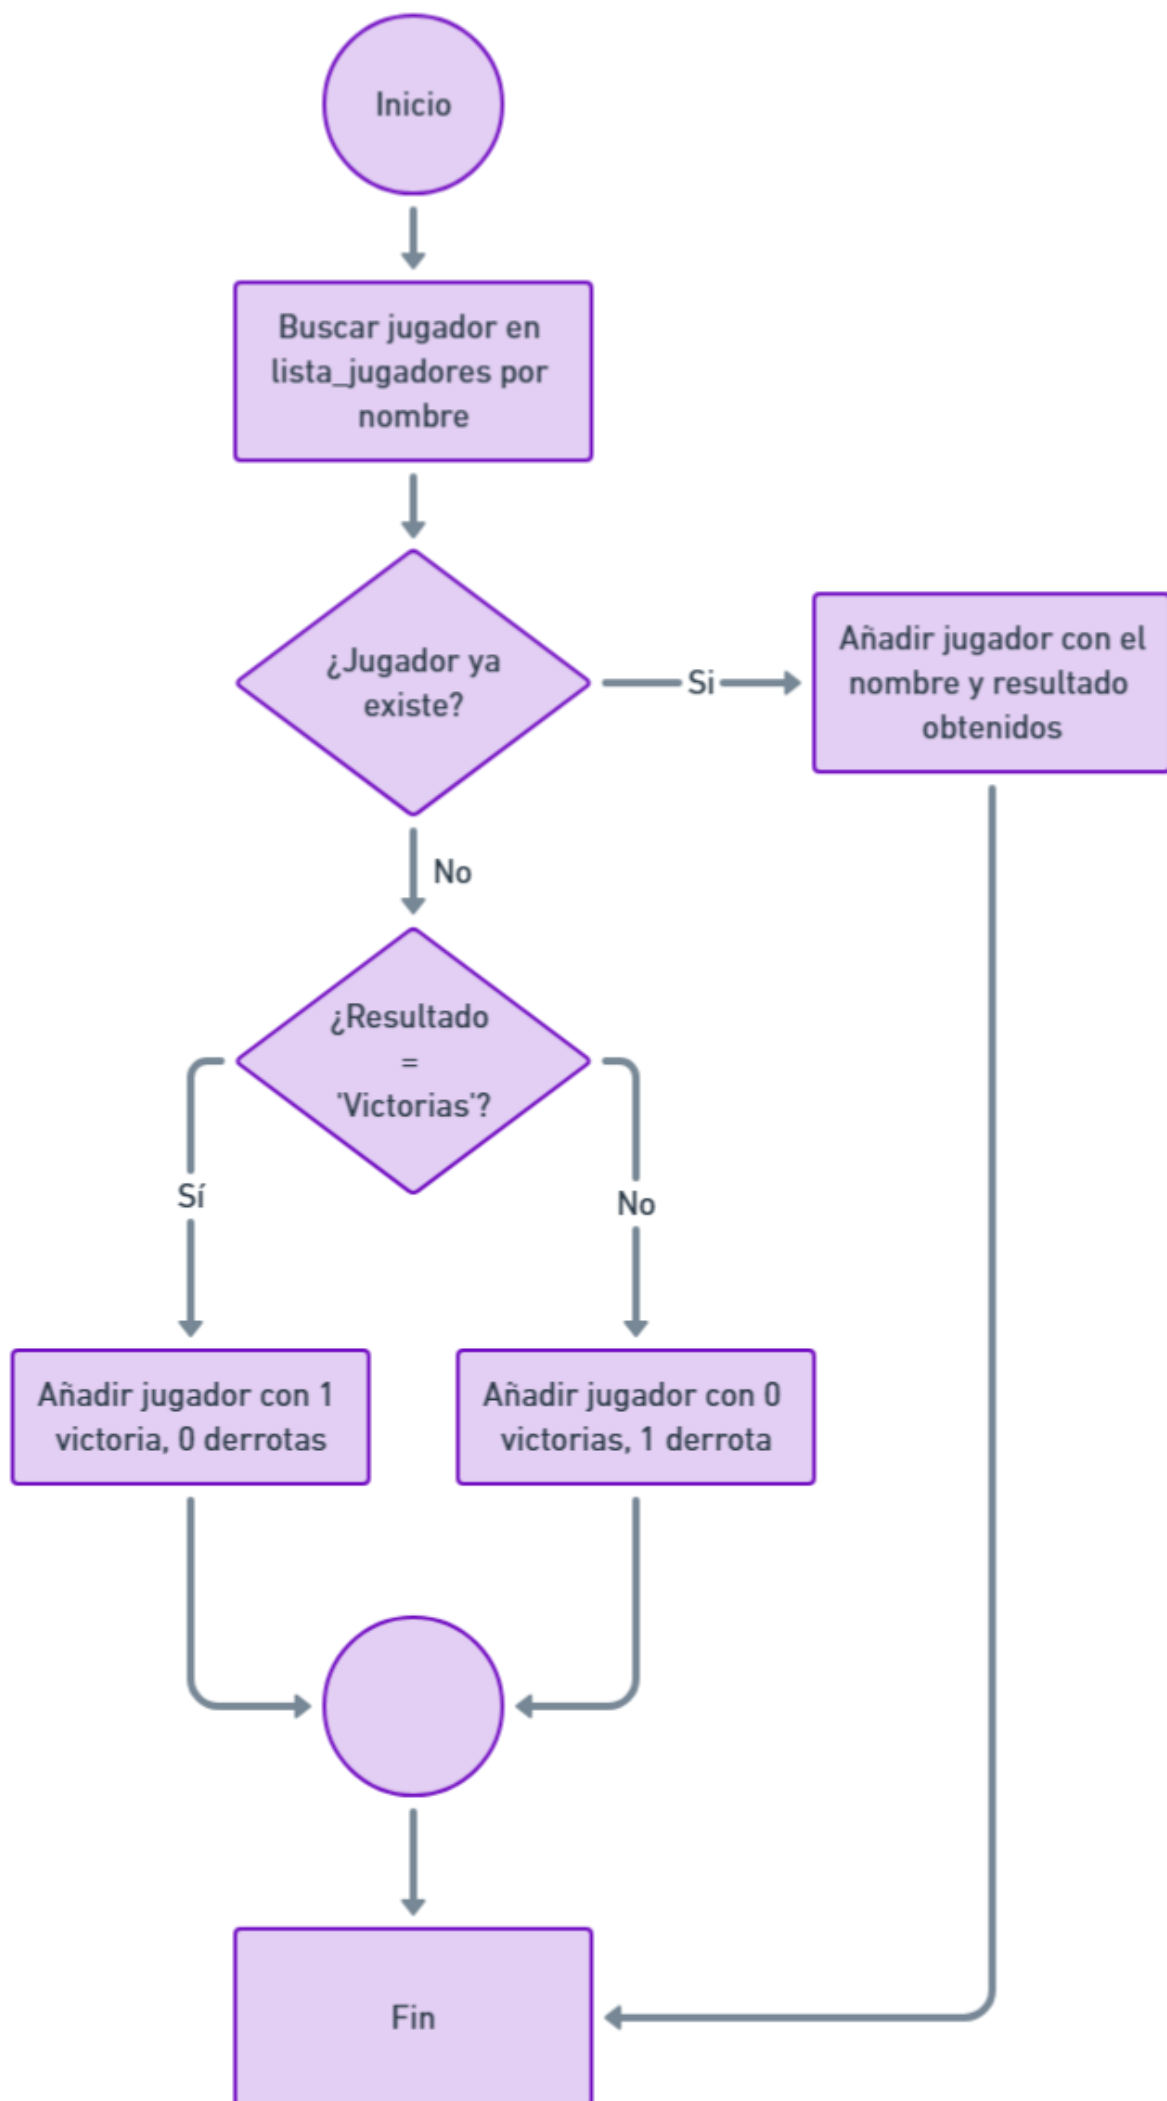 Inicio
Buscar jugador en
lista_jugadores por
nombre
¿Jugador ya
existe?
Si
Añadir jugador con el
nombre y resultado
obtenidos
No
¿Resultado
=
'Victorias'?
Sí
No
Añadir jugador con 1
victoria, 0 derrotas
Añadir jugador con 0
victorias, 1 derrota
Fin